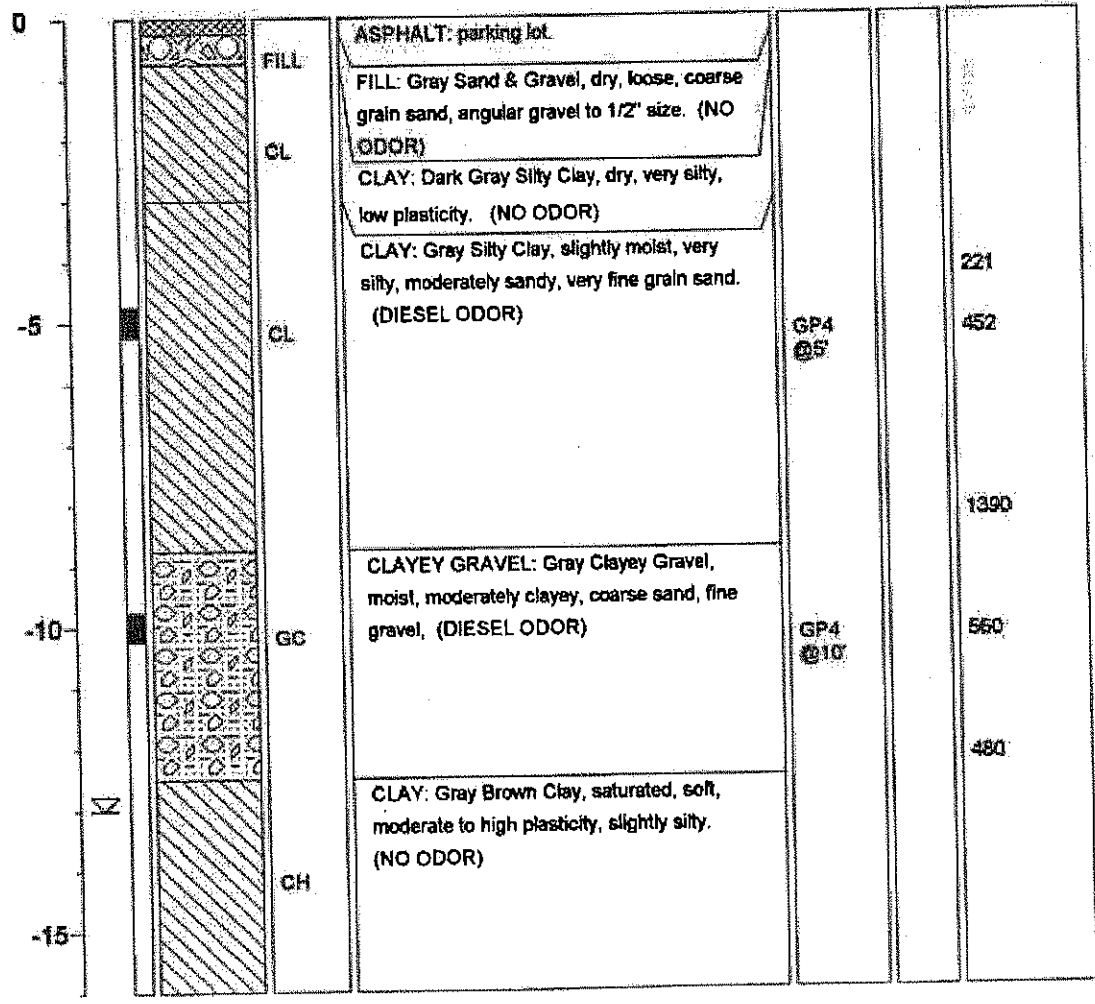 0
FILL
CL
ASPHALT: parking lot.
FILL: Gray Sand & Gravel, dry, loose, coarse
grain sand, angular gravel to 1/2" size. (NO
ODOR)
CLAY: Dark Gray Silty Clay, dry, very silty,
low plasticity. (NO ODOR)
CLAY: Gray Silty Clay, slightly moist, very
silty, moderately sandy, very fine grain sand.
(DIESEL ODOR)
221
-5
CL
GP4
@5'
452
1390
CLAYEY GRAVEL: Gray Clayey Gravel,
moist, moderately clayey, coarse sand, fine
gravel, (DIESEL ODOR)
-10
GC
GP4
@10'
560
480
CLAY: Gray Brown Clay, saturated, soft,
moderate to high plasticity, slightly silty.
(NO ODOR)
CH
-15